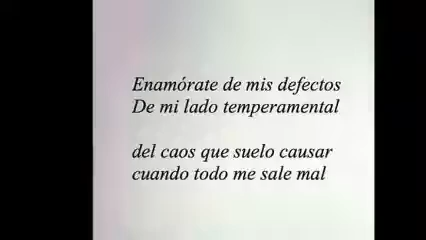 Enamórate de mis defectos
De mi lado temperamental
del caos que suelo causar
cuando todo me sale mal